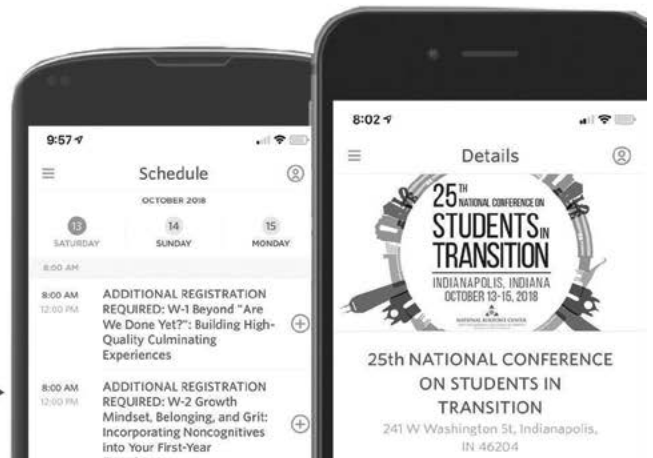 9:57
Schedule
OCTOBER 2018
13
SATURDAY
14
SUNDAY
15
MONDAY
8:00 AM
8:00 AM
12:00 PM
ADDITIONAL REGISTRATION
REQUIRED: W-1 Beyond "Are
We Done Yet?": Building High-
Quality Culminating
Experiences
8:00 AM
12:00 PM
ADDITIONAL REGISTRATION
REQUIRED: W-2 Growth
Mindset, Belonging, and Grit:
Incorporating Noncognitives
into Your First-Year
8:02
Details
25TH
NATIONAL CONFERENCE ON
STUDENTS IN
TRANSITION
INDIANAPOLIS, INDIANA
OCTOBER 13-15, 2018
NATIONAL RESOURCE CENTER
25th NATIONAL CONFERENCE
ON STUDENTS IN
TRANSITION
241 W Washington St, Indianapolis,
IN 46204